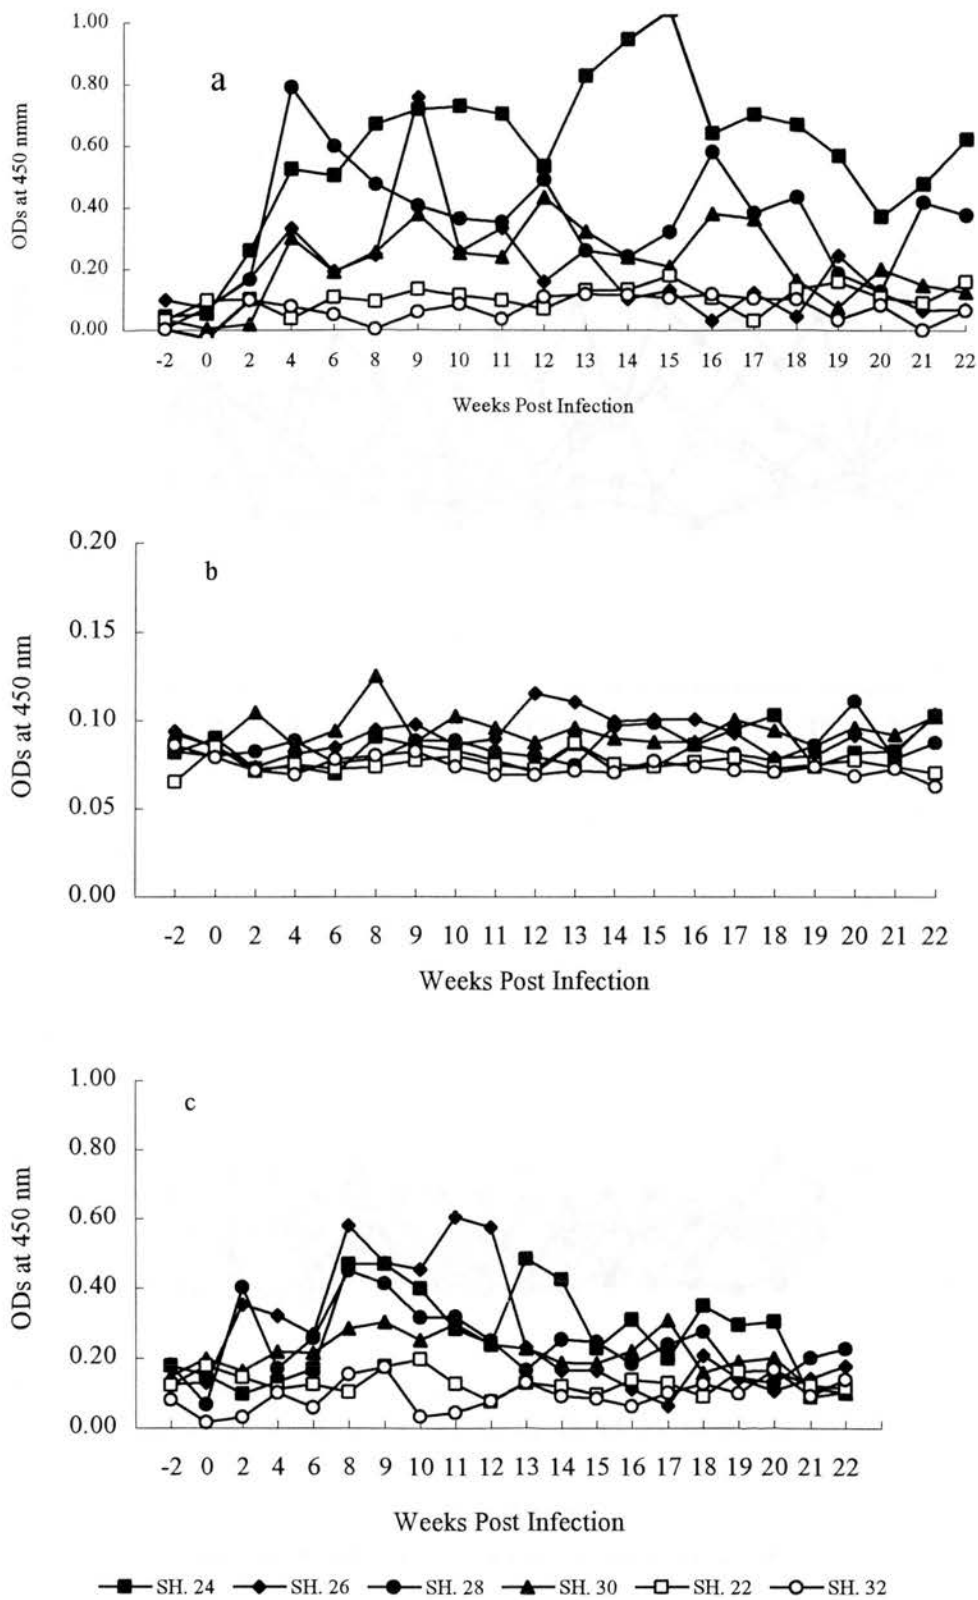 1.00
a
0.80
0.60
0.40
0.20
0.00
ODs at 450 nmm
-2 0 2 4 6 8 9 10 11 12 13 14 15 16 17 18 19 20 21 22
Weeks Post Infection
0.20
b
0.15
0.10
0.05
0.00
ODs at 450 nm
-2 0 2 4 6 8 9 10 11 12 13 14 15 16 17 18 19 20 21 22
Weeks Post Infection
1.00
c
0.80
0.60
0.40
0.20
0.00
ODs at 450 nm
-2 0 2 4 6 8 9 10 11 12 13 14 15 16 17 18 19 20 21 22
Weeks Post Infection
SH. 24 SH. 26 SH. 28 SH. 30 SH. 22 SH. 32